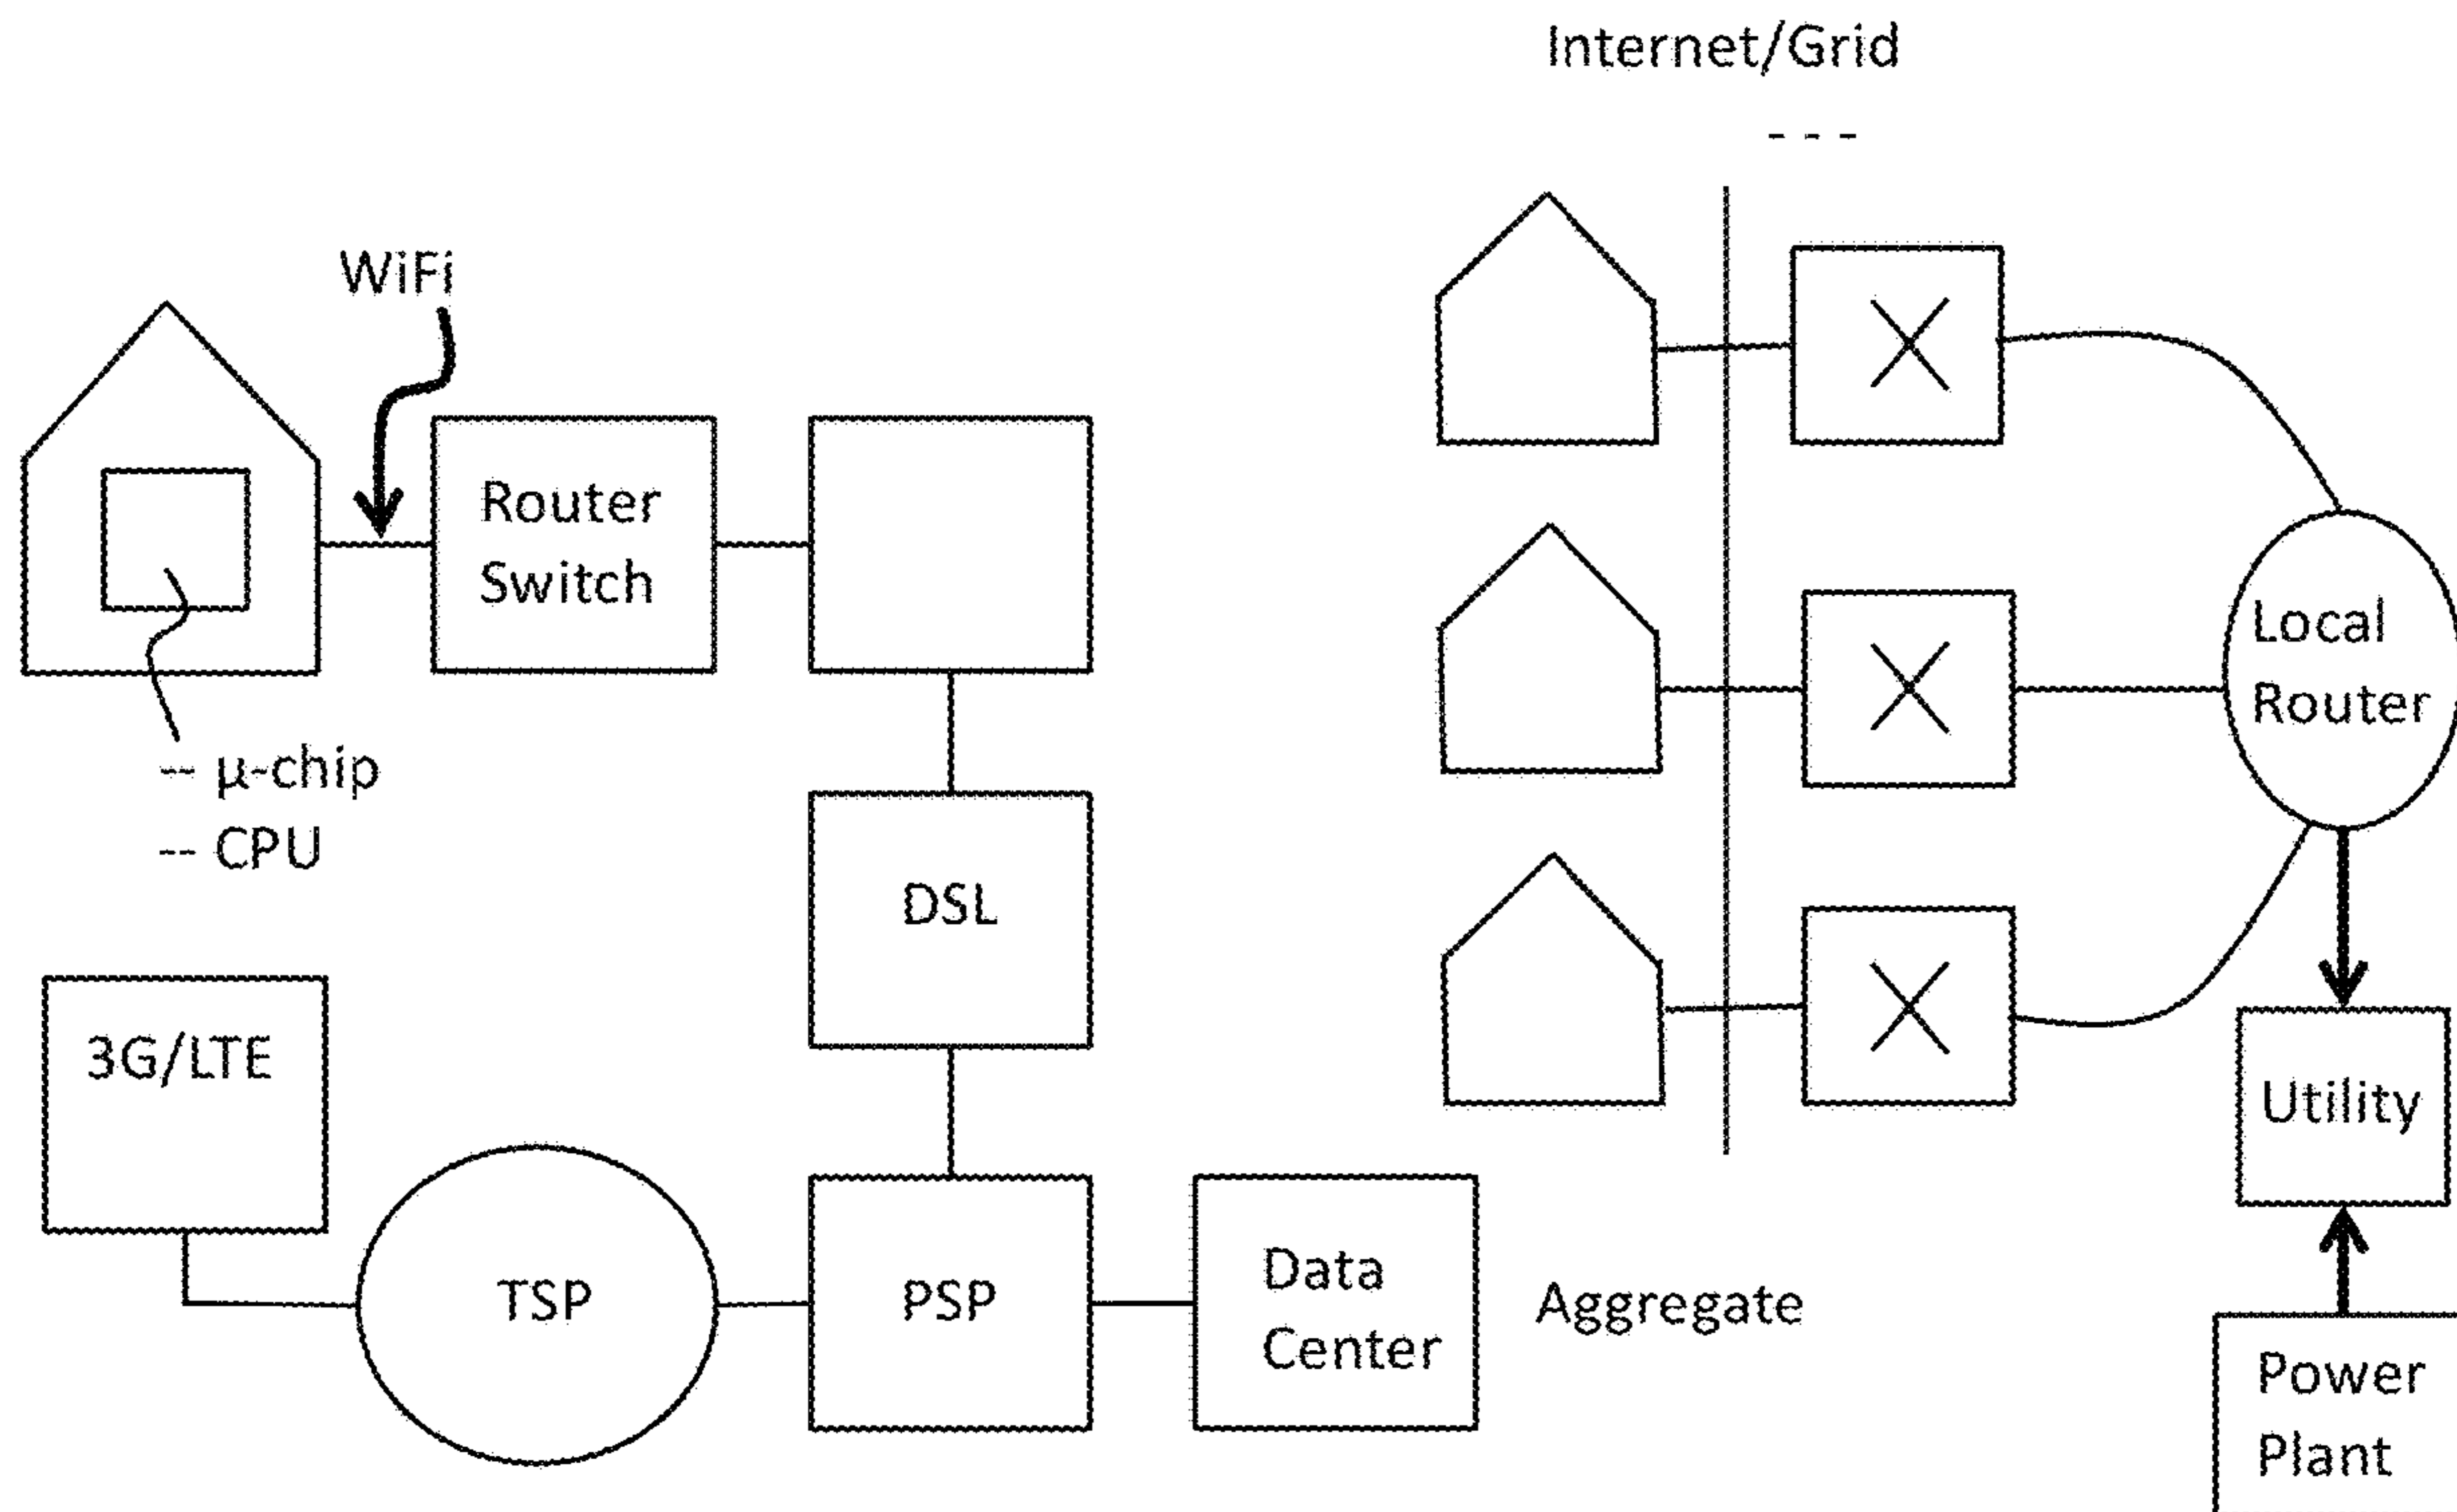 Internet/Grid
- - -
WiFi
Router
Switch
-- µ-chip
-- CPU
DSL
3G/LTE
TSP
PSP
Data
Center
Aggregate
Local
Router
Utility
Power
Plant